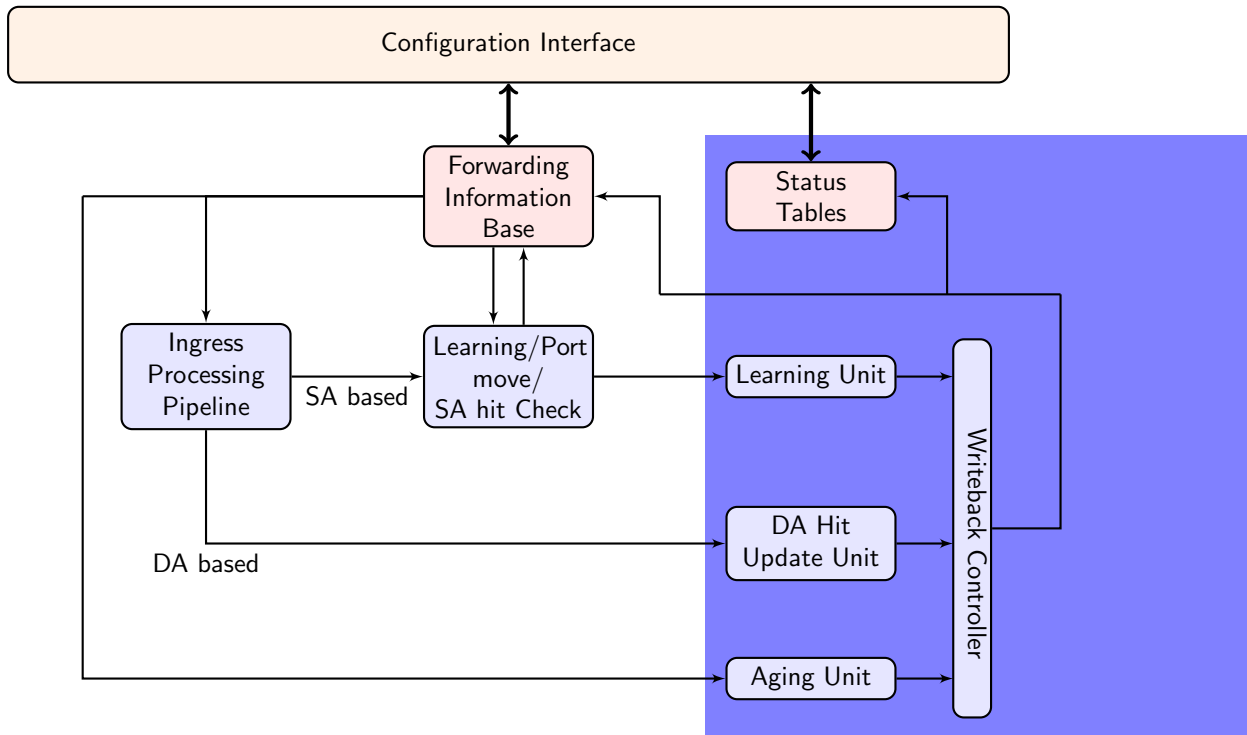 Configuration Interface
Forwarding
Information
Base
Status
Tables
Ingress
Processing
Pipeline
SA based
Learning/Port
move/
SA hit Check
Learning Unit
Writeback Controller
DA Hit
Update Unit
DA based
Aging Unit